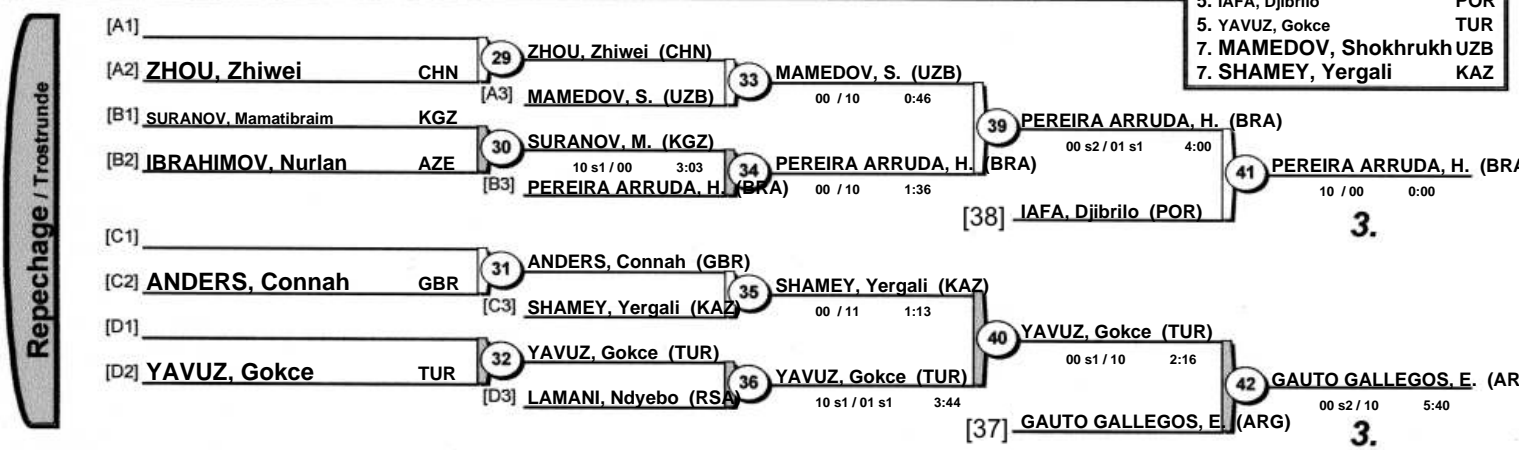 5. IAFA, Djibrilo POR
5. YAVUZ, Gokce TUR
7. MAMEDOV, Shokhrukh UZB
7. SHAMEY, Yergali KAZ
Repechage / Trostrunde
[A1]
[A2] ZHOU, Zhiwei CHN
29 ZHOU, Zhiwei (CHN)
[A3] MAMEDOV, S. (UZB)
33 MAMEDOV, S. (UZB)
00 / 10 0:46
[B1] SURANOV, Mamatibraim KGZ
[B2] IBRAHIMOV, Nurlan AZE
30 SURANOV, M. (KGZ)
10 s1 / 00 3:03
[B3] PEREIRA ARRUDA, H. (BRA)
34 PEREIRA ARRUDA, H. (BRA)
00 / 10 1:36
39 PEREIRA ARRUDA, H. (BRA)
00 s2 / 01 s1 4:00
[38] IAFA, Djibrilo (POR)
41 PEREIRA ARRUDA, H. (BRA
10 / 00 0:00
3.
[C1]
[C2] ANDERS, Connah GBR
31 ANDERS, Connah (GBR)
[C3] SHAMEY, Yergali (KAZ)
35 SHAMEY, Yergali (KAZ)
00 / 11 1:13
[D1]
[D2] YAVUZ, Gokce TUR
32 YAVUZ, Gokce (TUR)
[D3] LAMANI, Ndyebo (RSA)
36 YAVUZ, Gokce (TUR)
10 s1 / 01 s1 3:44
40 YAVUZ, Gokce (TUR)
00 s1 / 10 2:16
[37] GAUTO GALLEGOS, E. (ARG)
42 GAUTO GALLEGOS, E. (AR
00 s2 / 10 5:40
3.